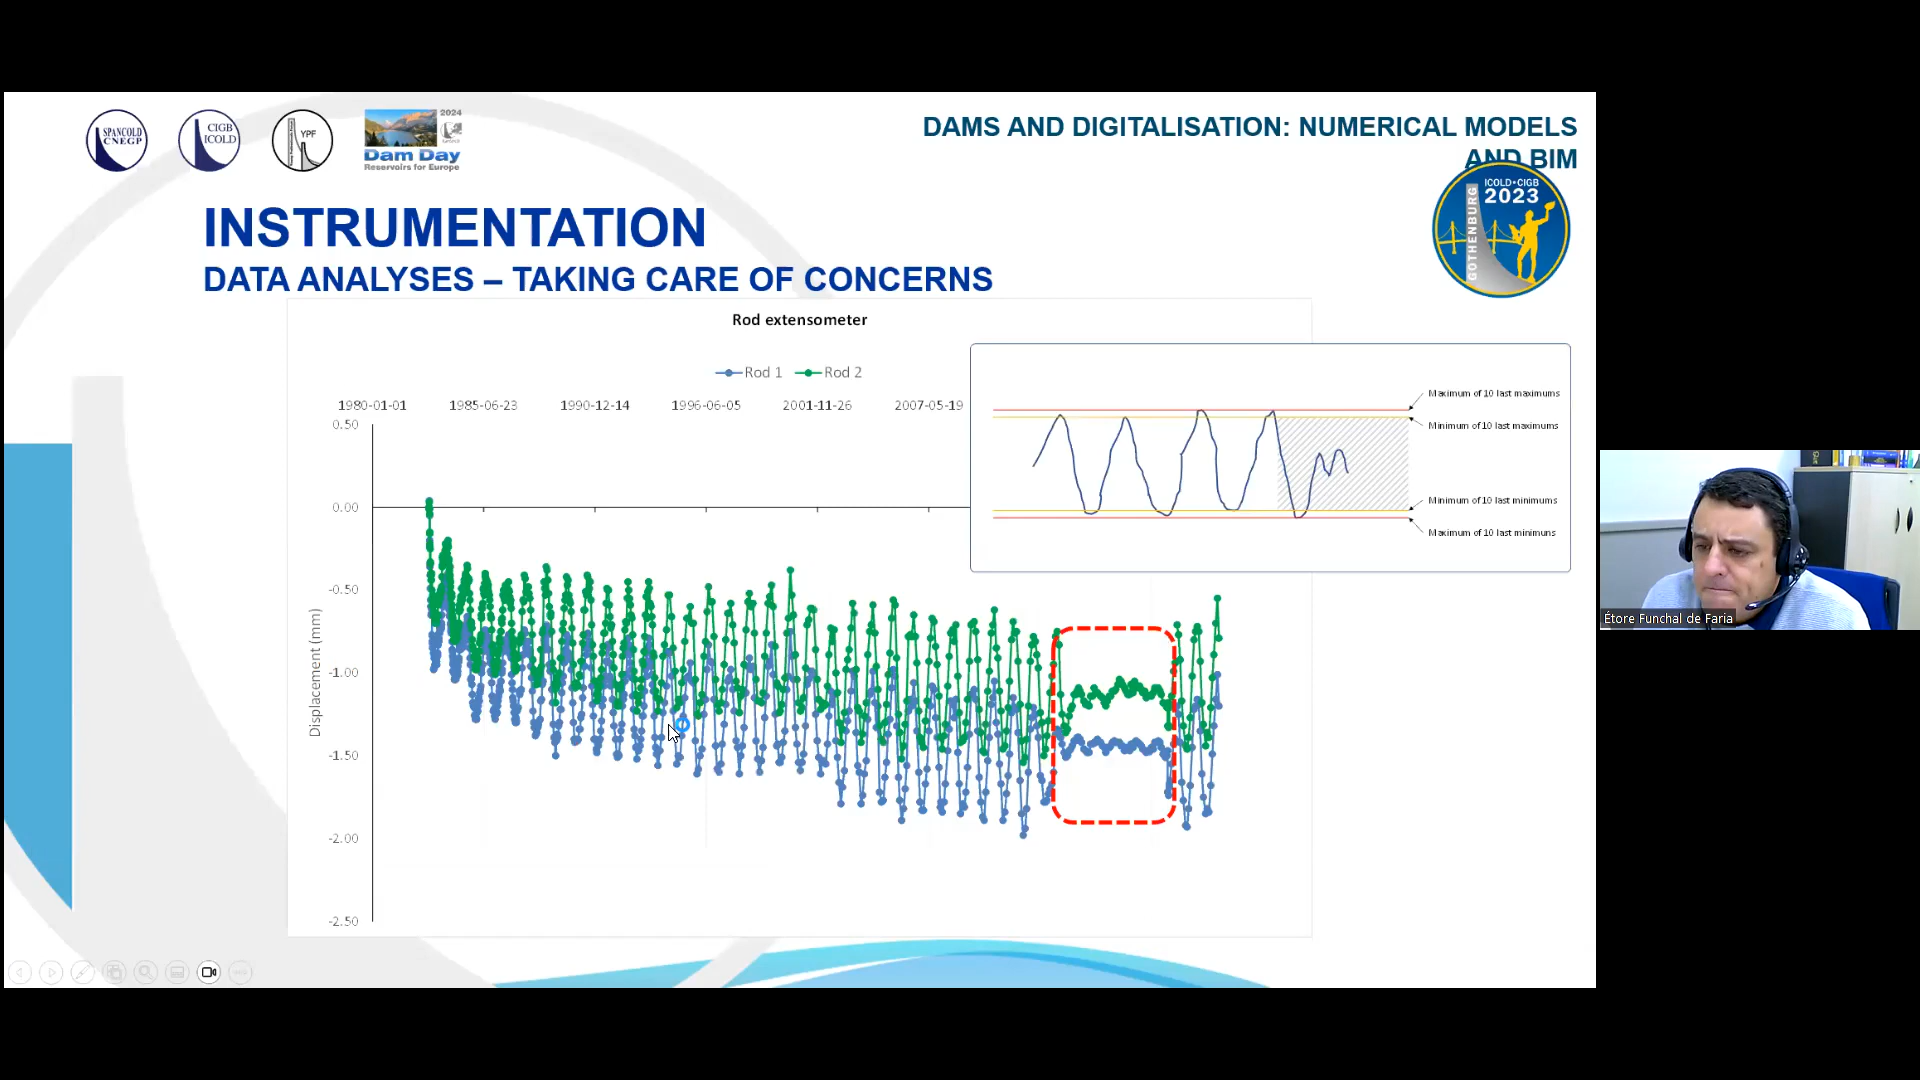 SPANCOLD
CNEGP
CIGB
ICOLD
YPF
2024
Dam Day
Reservoirs for Europe
DAMS AND DIGITALISATION: NUMERICAL MODELS
AND BIM
ICOLD•CIGB
2023
GOTHENBURG
INSTRUMENTATION
DATA ANALYSES – TAKING CARE OF CONCERNS
Rod extensometer
Rod 1
Rod 2
1980-01-01
1985-06-23
1990-12-14
1996-06-05
2001-11-26
2007-05-19
0.50
0.00
-0.50
-1.00
-1.50
-2.00
-2.50
Displacement (mm)
Maximum of 10 last maximums
Minimum of 10 last maximums
Minimum of 10 last minimums
Maximum of 10 last minimuns
Étore Funchal de Faria